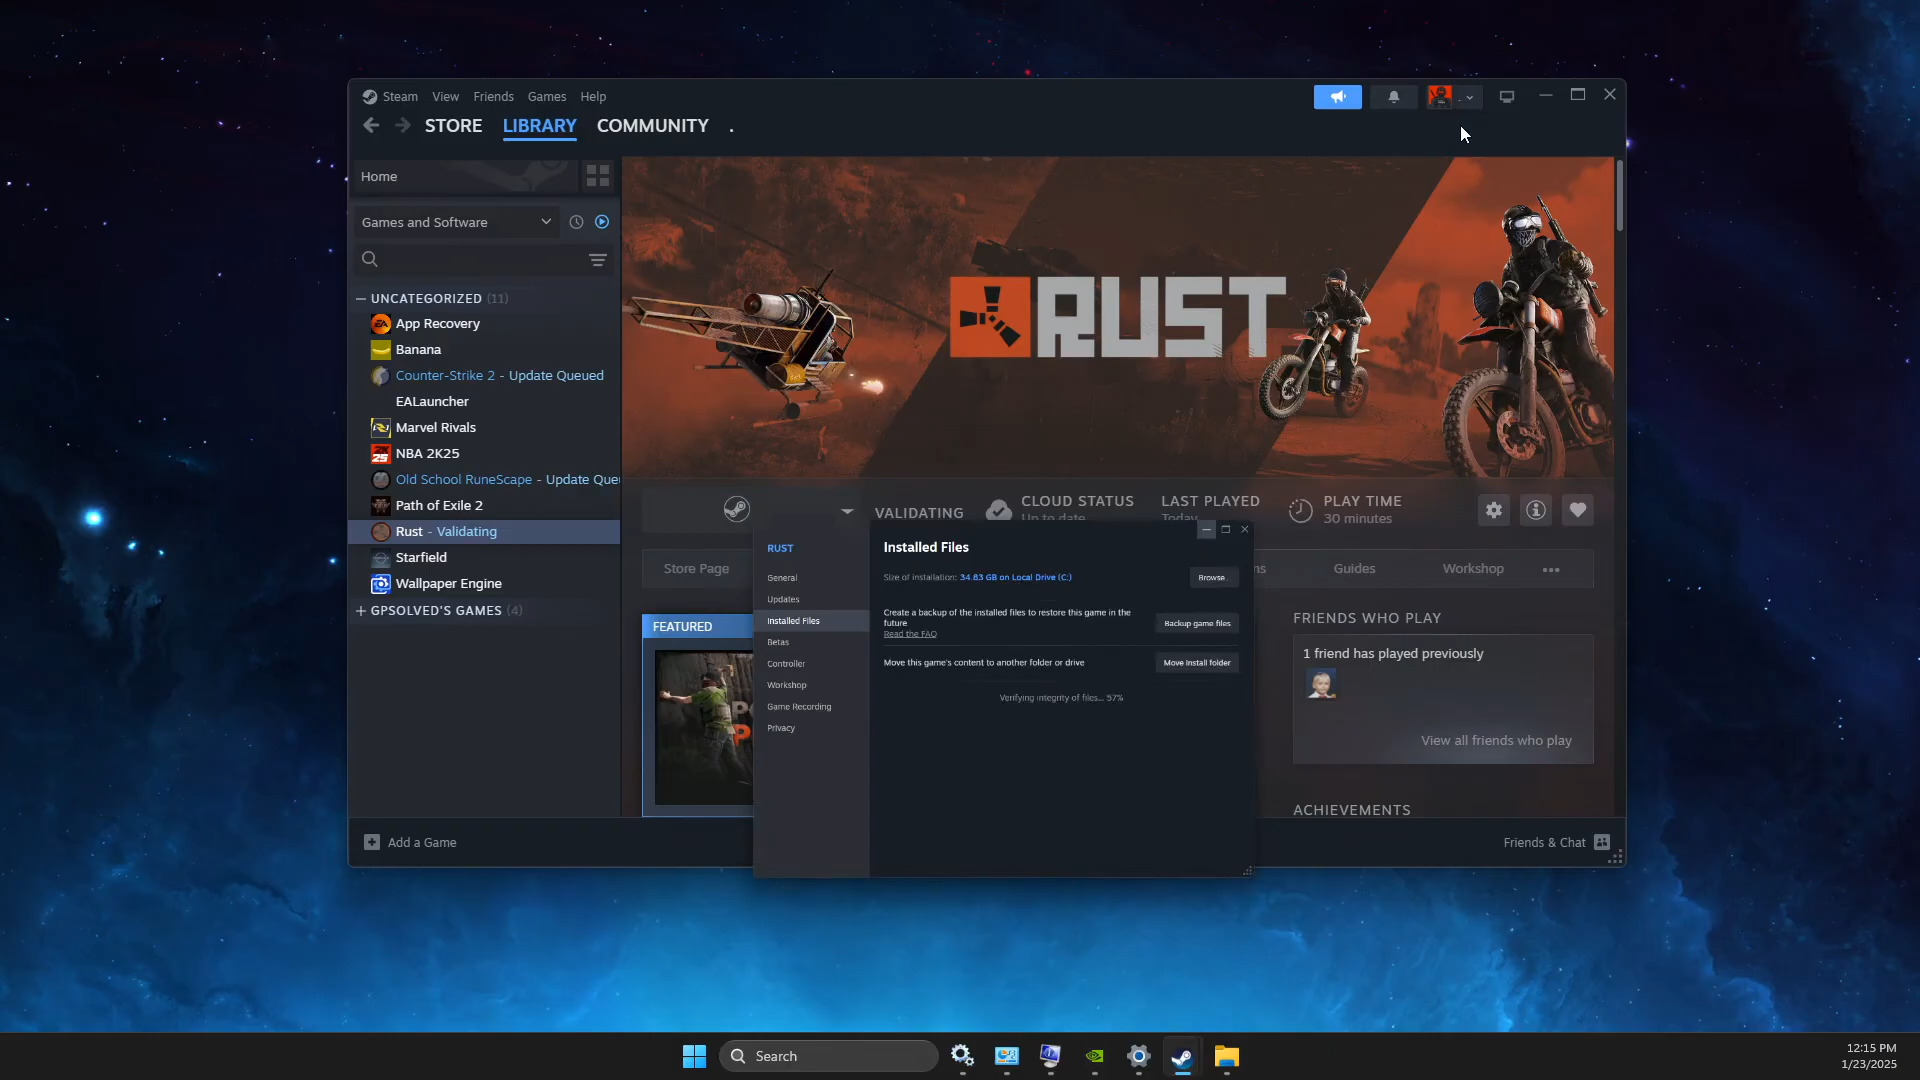 Steam View Friends Games Help
STORE LIBRARY COMMUNITY .
Home
Games and Software
UNCATEGORIZED (11)
App Recovery
Banana
Counter-Strike 2 - Update Queued
EALauncher
Marvel Rivals
NBA 2K25
Old School RuneScape - Update Que
Path of Exile 2
Rust - Validating
Starfield
Wallpaper Engine
GPSOLVED'S GAMES (4)
Add a Game
RUST
VALIDATING
CLOUD STATUS
Up to date
LAST PLAYED
Today
PLAY TIME
30 minutes
Store Page
Guides
Workshop
FEATURED
RUST
General
Updates
Installed Files
Betas
Controller
Workshop
Game Recording
Privacy
Installed Files
Size of installation: 34.83 GB on Local Drive (C:)
Browse..
Create a backup of the installed files to restore this game in the
future
Read the FAQ
Backup game files
Move this game's content to another folder or drive
Move install folder
Verifying integrity of files... 57%
FRIENDS WHO PLAY
1 friend has played previously
View all friends who play
ACHIEVEMENTS
Friends & Chat
Search
12:15 PM
1/23/2025